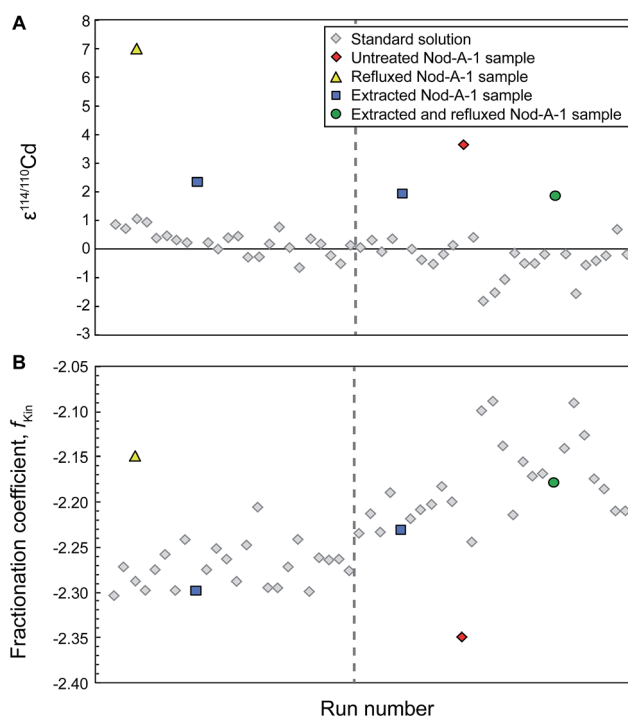 A
8
7
6
5
4
3
2
1
0
-1
-2
-3
ε114/110Cd
Standard solution
Untreated Nod-A-1 sample
Refluxed Nod-A-1 sample
Extracted Nod-A-1 sample
Extracted and refluxed Nod-A-1 sample
B
-2.05
-2.10
-2.15
-2.20
-2.25
-2.30
-2.35
-2.40
Fractionation coefficient, fKin
Run number